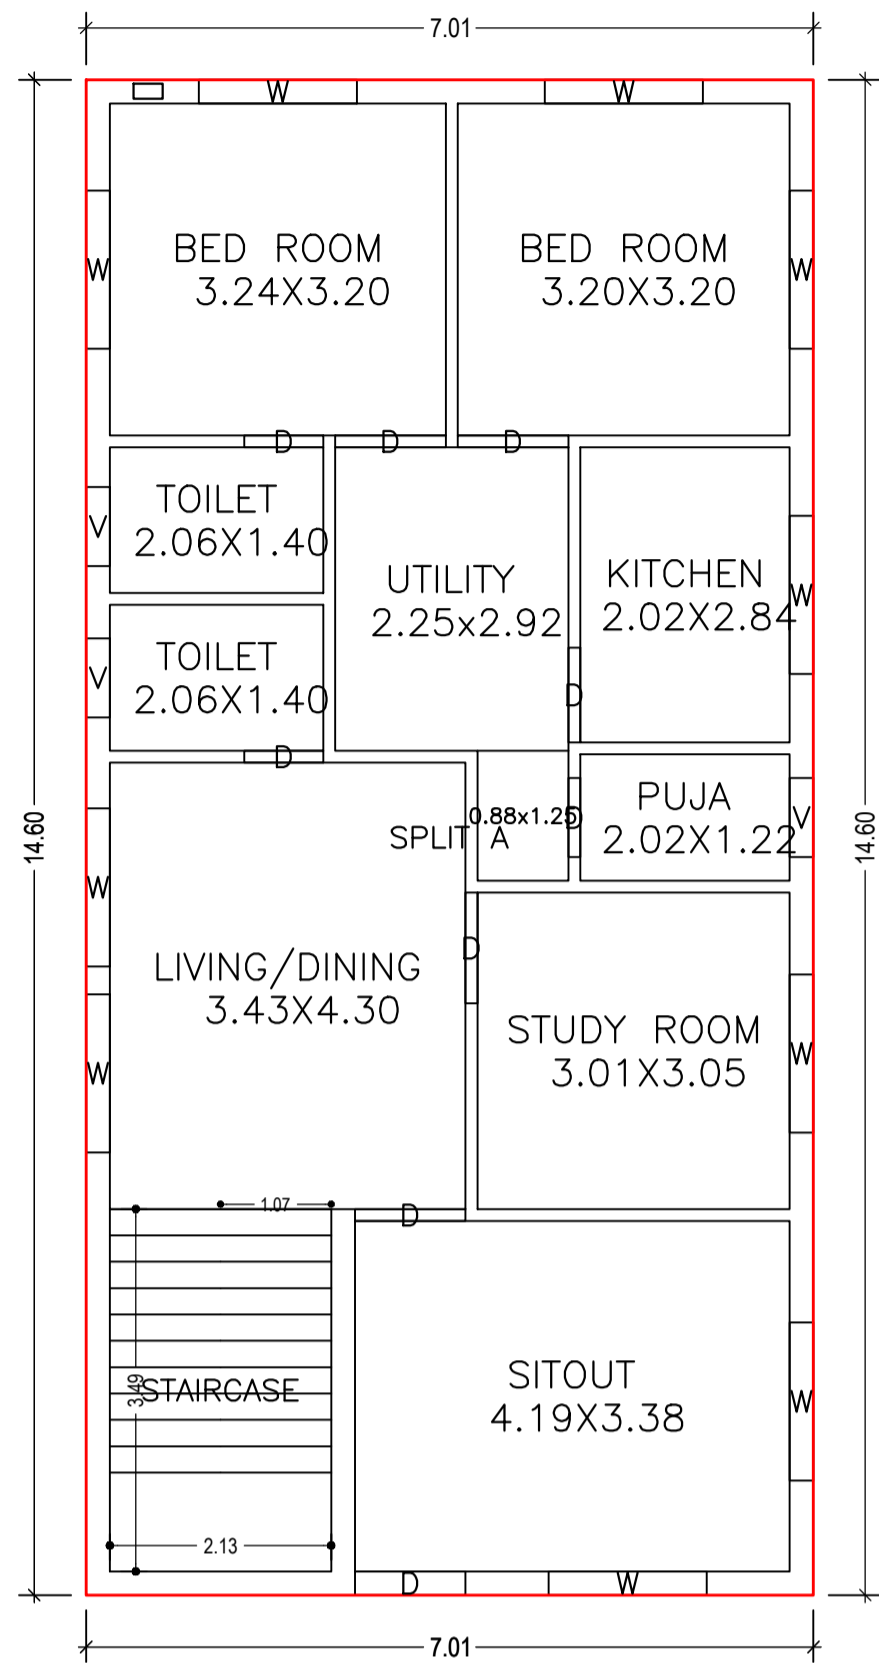 7.01
W
W
BED ROOM
3.24X3.20
BED ROOM
3.20X3.20
W
W
D
D
D
TOILET
2.06X1.40
V
UTILITY
2.25x2.92
KITCHEN
2.02X2.84
W
TOILET
2.06X1.40
V
D
D
PUJA
2.02X1.22
V
0.88x1.25
D
SPLIT A
14.60
14.60
W
D
LIVING/DINING
3.43X4.30
STUDY ROOM
3.01X3.05
W
W
1.07
D
SITOUT
4.19X3.38
W
3.49
STAIRCASE
2.13
D
W
7.01